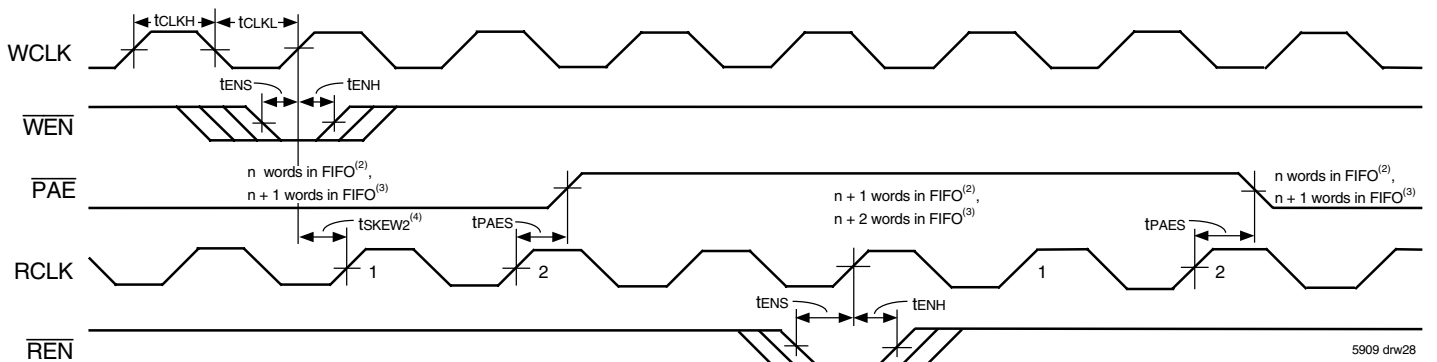 tCLKH
tCLKL
WCLK
tENS
tENH
WEN
n words in FIFO(2),
n + 1 words in FIFO(3)
PAE
n + 1 words in FIFO(2),
n + 2 words in FIFO(3)
n words in FIFO(2),
n + 1 words in FIFO(3)
tSKEW2(4)
tPAES
tPAES
RCLK
1
2
1
2
tENS
tENH
REN
5909 drw28